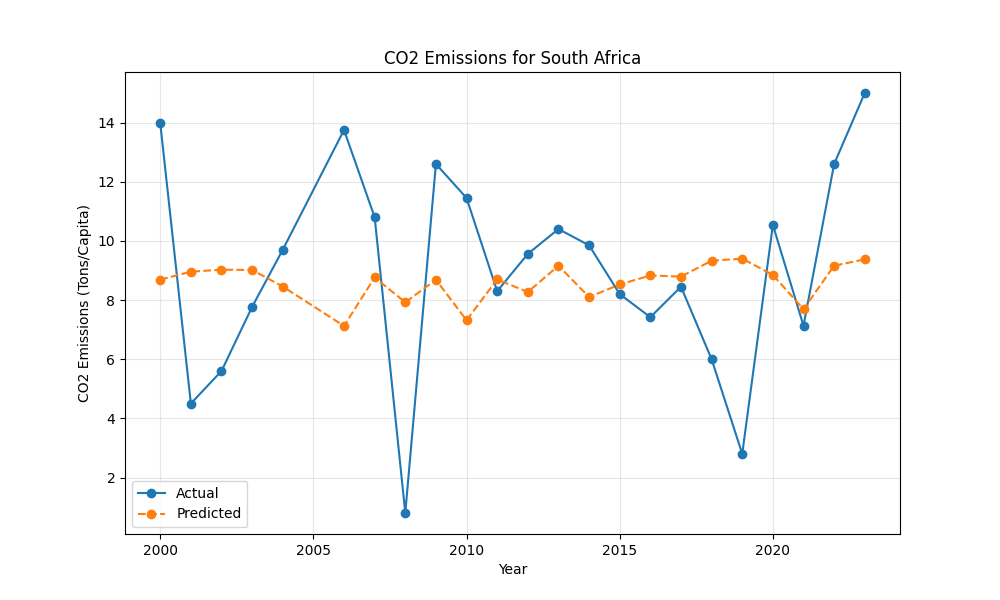 CO2 Emissions for South Africa
CO2 Emissions (Tons/Capita)
14
12
10
8
6
4
2
Actual
Predicted
2000
2005
2010
2015
2020
Year